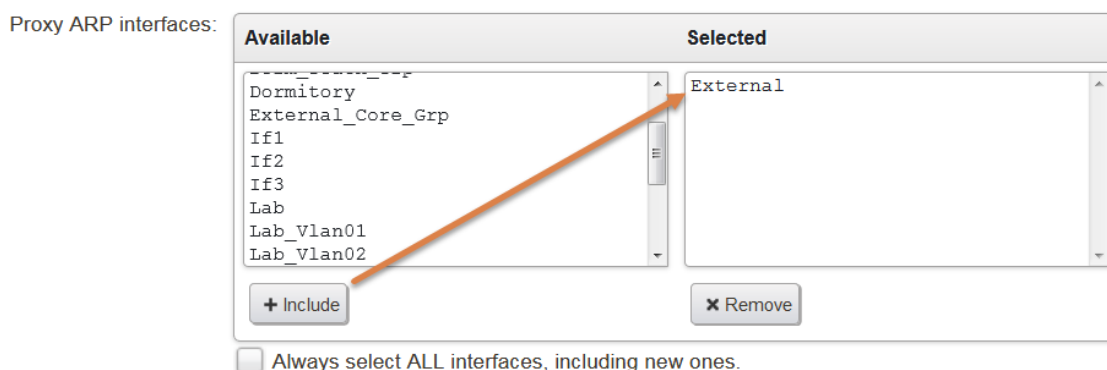 Proxy ARP interfaces:
Available
Selected
Dormitory
External_Core_Grp
If1
If2
If3
Lab
Lab_Vlan01
Lab_Vlan02
External
+ Include
× Remove
Always select ALL interfaces, including new ones.